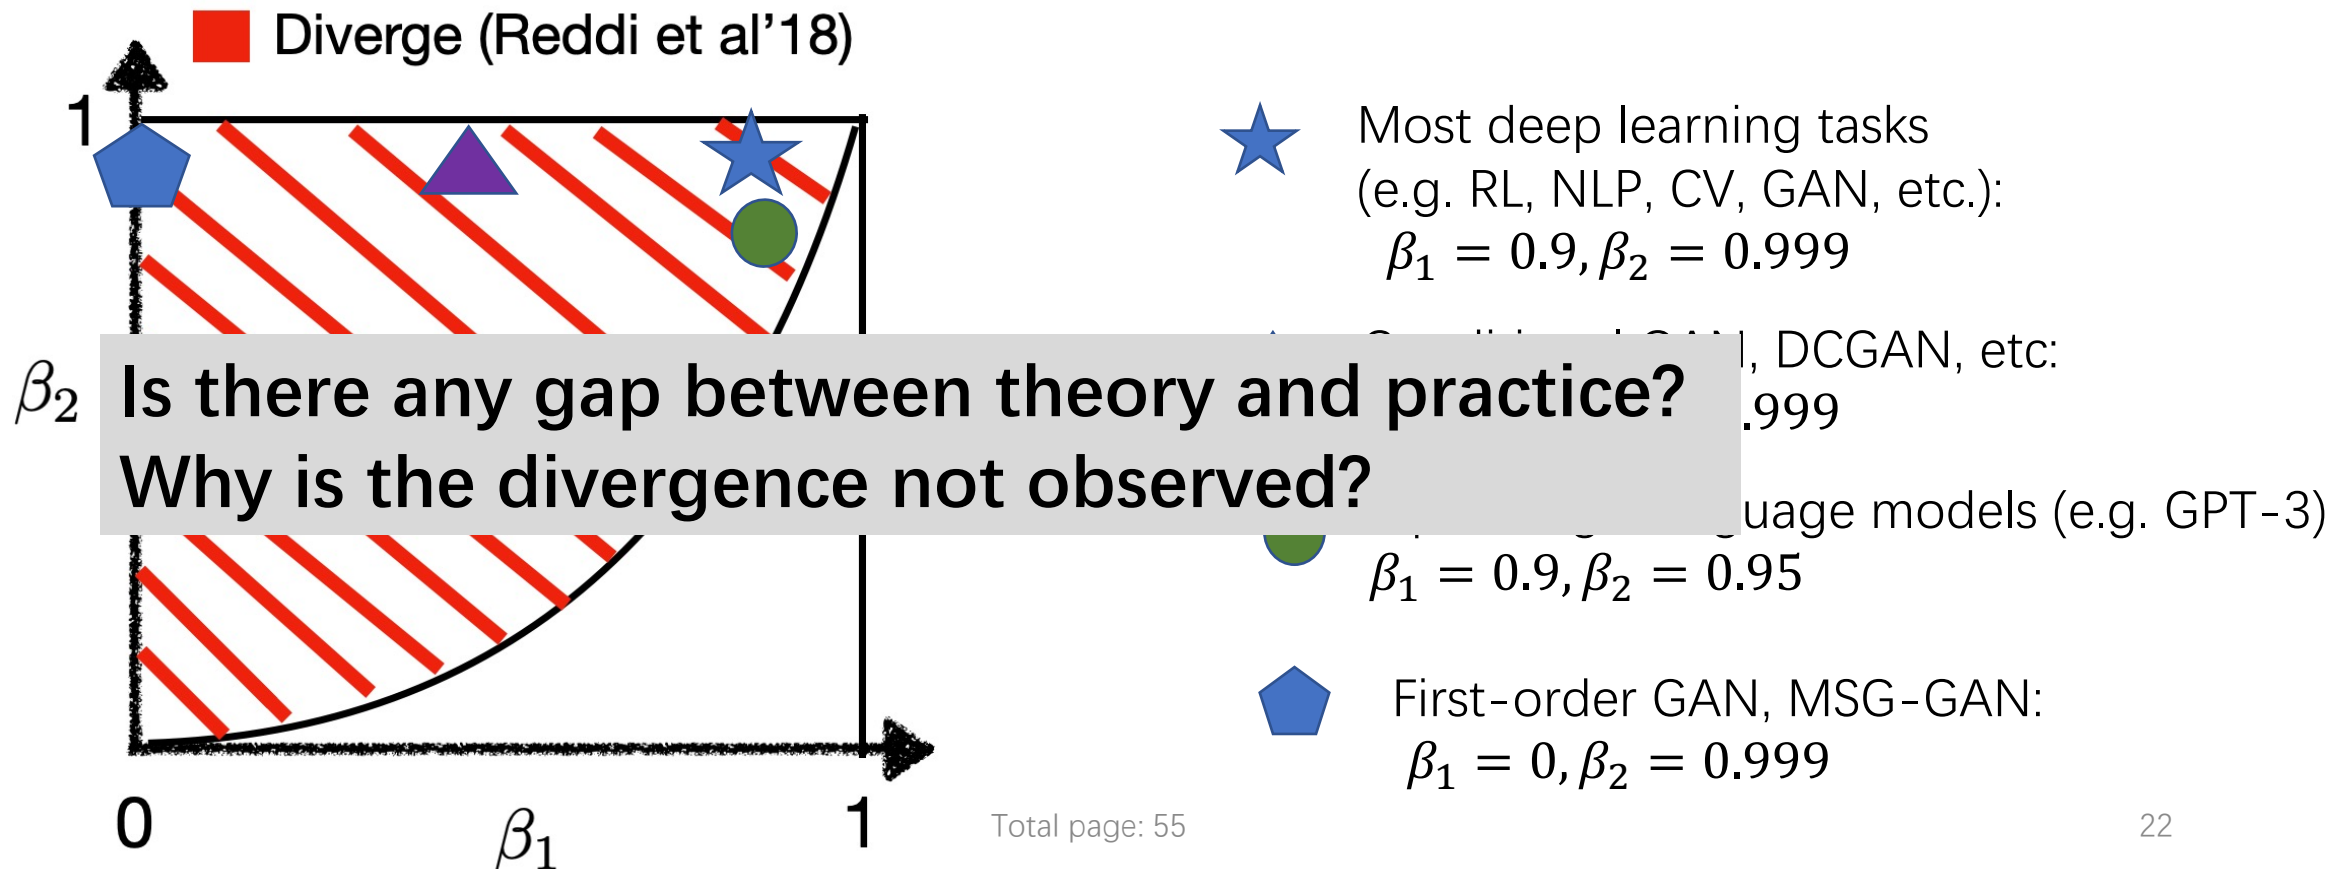 Diverge (Reddi et al'18)
1
β₂
0
β₁
1
Is there any gap between theory and practice?
Why is the divergence not observed?
Most deep learning tasks
(e.g. RL, NLP, CV, GAN, etc.):
β₁ = 0.9, β₂ = 0.999
, DCGAN, etc:
.999
uage models (e.g. GPT-3)
β₁ = 0.9, β₂ = 0.95
First-order GAN, MSG-GAN:
β₁ = 0, β₂ = 0.999
Total page: 55
22